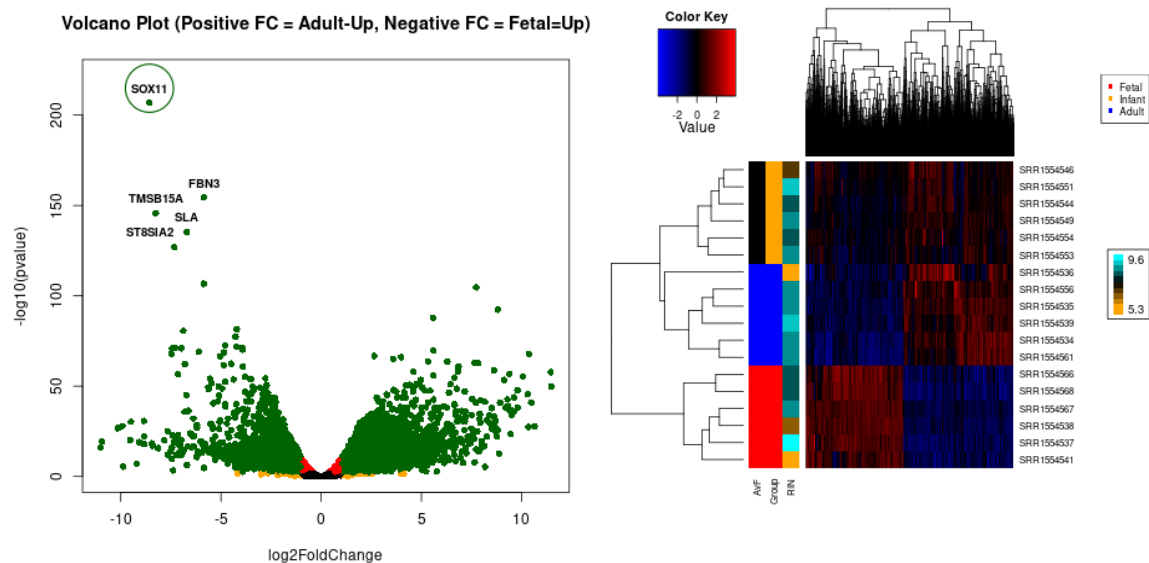 Volcano Plot (Positive FC = Adult-Up, Negative FC = Fetal=Up)
SOX11
FBN3
TMSB15A
SLA
ST8SIA2
-log10(pvalue)
200
150
100
50
0
-10 -5 0 5 10
log2FoldChange
Color Key
-2 0 2
Value
Fetal
Infant
Adult
SRR1554546
SRR1554551
SRR1554544
SRR1554549
SRR1554554
SRR1554553
SRR1554536
SRR1554556
SRR1554535
SRR1554539
SRR1554534
SRR1554561
SRR1554566
SRR1554568
SRR1554567
SRR1554538
SRR1554537
SRR1554541
9.6
5.3
AvF
Group
RIN